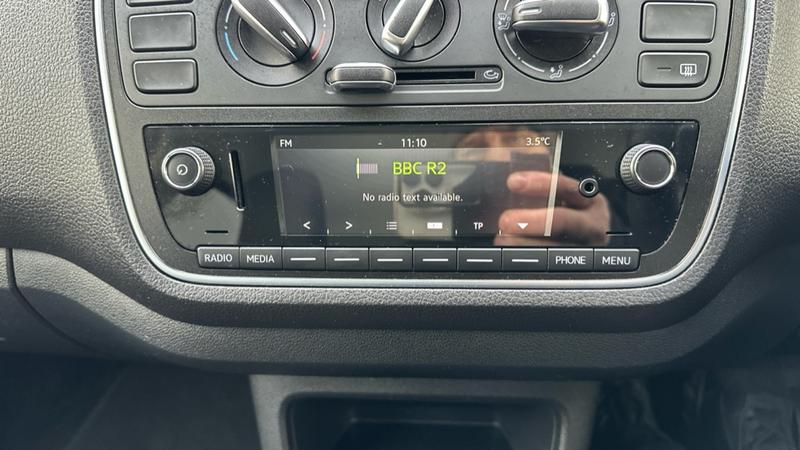 FM 11:10 3.5°C
BBC R2
No radio text available.
< > TP
RADIO MEDIA PHONE MENU